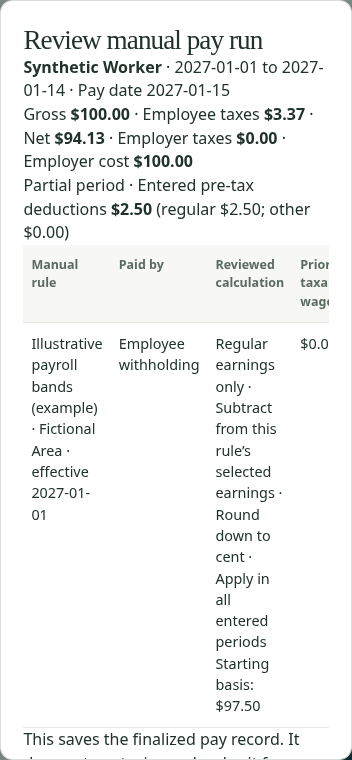 Review manual pay run
Synthetic Worker · 2027-01-01 to 2027-
01-14 · Pay date 2027-01-15
Gross $100.00 · Employee taxes $3.37 ·
Net $94.13 · Employer taxes $0.00 ·
Employer cost $100.00
Partial period · Entered pre-tax
deductions $2.50 (regular $2.50; other
$0.00)
Manual rule
Paid by
Reviewed calculation
Prior
Illustrative
payroll
bands
(example)
· Fictional
Area ·
effective
2027-01-
01
Employee
withholding
Regular
earnings
only ·
Subtract
from this
rule’s
selected
earnings ·
Round
down to
cent ·
Apply in
all
entered
periods
Starting
basis:
$97.50
$0.0
This saves the finalized pay record. It